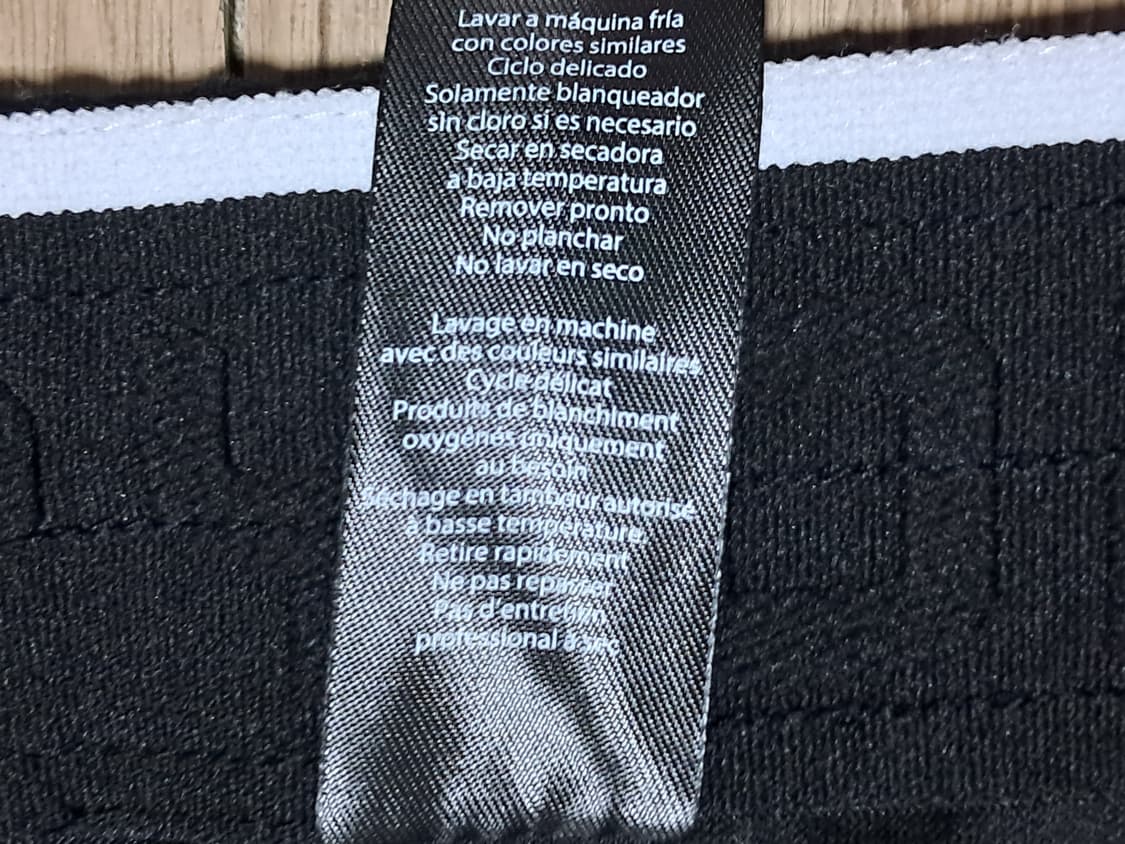 Lavar a máquina fría
con colores similares
Ciclo delicado
Solamente blanqueador
sin cloro si es necesario
Secar en secadora
a baja temperatura
Remover pronto
No planchar
No lavar en seco
Lavage en machine
avec des couleurs similaires
Cycle délicat
Produits de blanchiment
oxygénés uniquement
au besoin
Séchage en tambour autorisé
à basse température
Retire rapidement
Ne pas repasser
Pas d'entretien
professional à sec